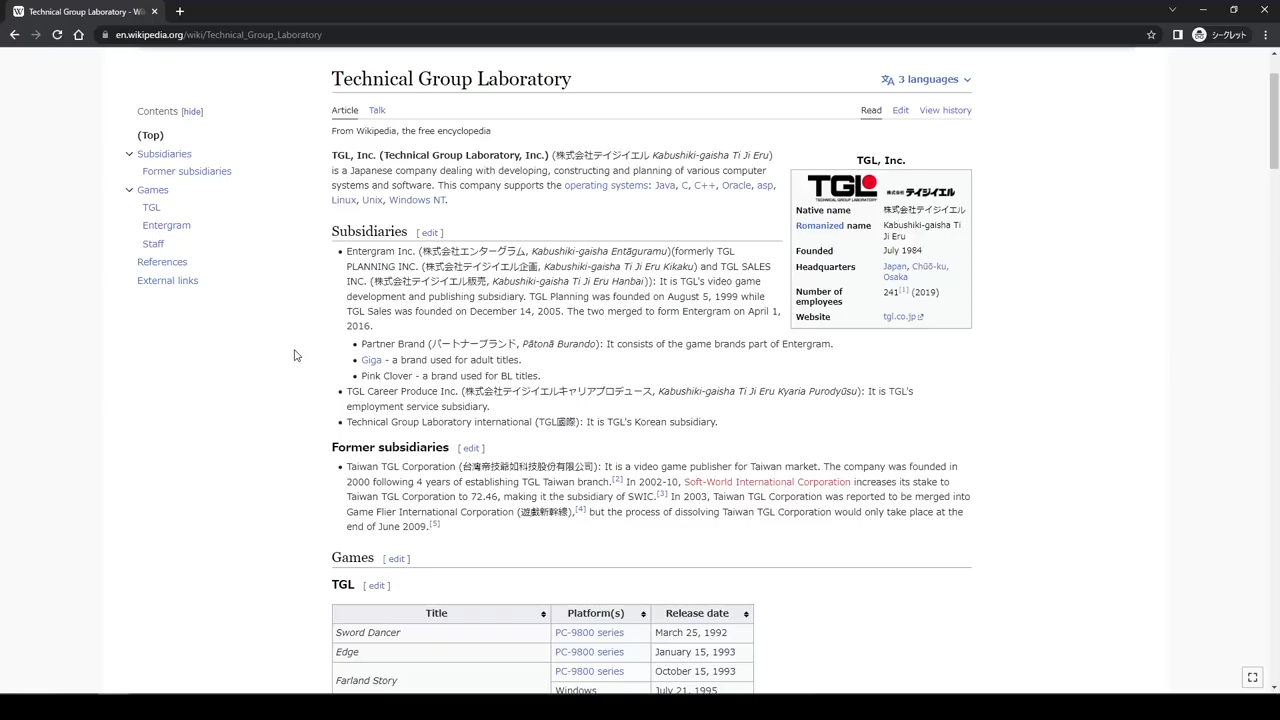 Technical Group Laboratory - Wi
en.wikipedia.org/wiki/Technical_Group_Laboratory
シークレット
Technical Group Laboratory
3 languages
Contents [hide]
(Top)
Subsidiaries
Former subsidiaries
Games
TGL
Entergram
Staff
References
External links
Article Talk
Read Edit View history
From Wikipedia, the free encyclopedia
TGL, Inc. (Technical Group Laboratory, Inc.) (株式会社テイジイエル Kabushiki-gaisha Ti Ji Eru)
is a Japanese company dealing with developing, constructing and planning of various computer
systems and software. This company supports the operating systems: Java, C, C++, Oracle, asp,
Linux, Unix, Windows NT.
TGL, Inc.
TGL 株式会社テイジイエル
TECHNICAL GROUP LABORATORY
Native name 株式会社テイジイエル
Romanized name Kabushiki-gaisha Ti
Ji Eru
Founded July 1984
Headquarters Japan, Chūō-ku,
Osaka
Number of
employees 241[1] (2019)
Website tgl.co.jp
Subsidiaries [ edit ]
• Entergram Inc. (株式会社エンターグラム, Kabushiki-gaisha Entāguramu)(formerly TGL
PLANNING INC. (株式会社テイジイエル企画, Kabushiki-gaisha Ti Ji Eru Kikaku) and TGL SALES
INC. (株式会社テイジイエル販売, Kabushiki-gaisha Ti Ji Eru Hanbai)): It is TGL's video game
development and publishing subsidiary. TGL Planning was founded on August 5, 1999 while
TGL Sales was founded on December 14, 2005. The two merged to form Entergram on April 1,
2016.
• Partner Brand (パートナーブランド, Pātonā Burando): It consists of the game brands part of Entergram.
• Giga - a brand used for adult titles.
• Pink Clover - a brand used for BL titles.
• TGL Career Produce Inc. (株式会社テイジイエルキャリアプロデュース, Kabushiki-gaisha Ti Ji Eru Kyaria Purodyūsu): It is TGL's
employment service subsidiary.
• Technical Group Laboratory international (TGL國際): It is TGL's Korean subsidiary.
Former subsidiaries [ edit ]
• Taiwan TGL Corporation (台灣帝技爺如科技股份有限公司): It is a video game publisher for Taiwan market. The company was founded in
2000 following 4 years of establishing TGL Taiwan branch.[2] In 2002-10, Soft-World International Corporation increases its stake to
Taiwan TGL Corporation to 72.46, making it the subsidiary of SWIC.[3] In 2003, Taiwan TGL Corporation was reported to be merged into
Game Flier International Corporation (遊戲新幹線),[4] but the process of dissolving Taiwan TGL Corporation would only take place at the
end of June 2009.[5]
Games [ edit ]
TGL [ edit ]
Title Platform(s) Release date
Sword Dancer PC-9800 series March 25, 1992
Edge PC-9800 series January 15, 1993
Farland Story PC-9800 series October 15, 1993
Windows July 21, 1995